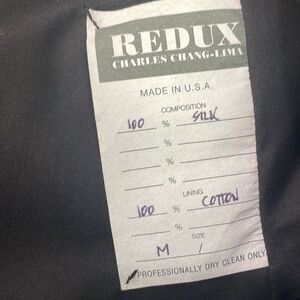 REDUX
CHARLES CHANG-LIMA
MADE IN U.S.A.
COMPOSITION
100 % SILK
%
%
%
LINING
100 % COTTON
%
SIZE
M /
PROFESSIONALLY DRY CLEAN ONLY